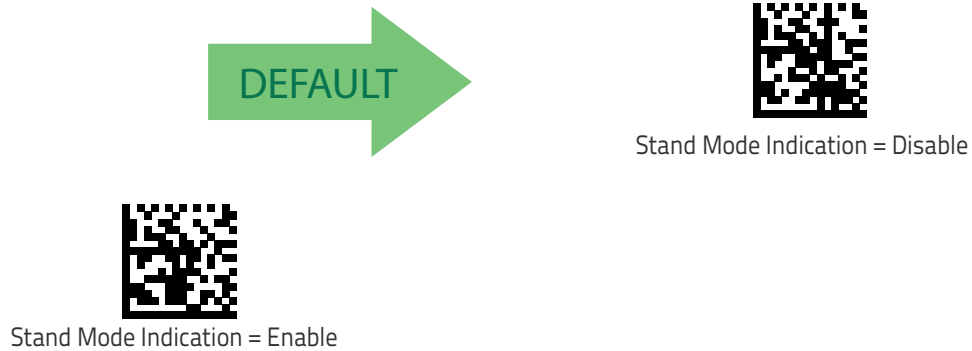 DEFAULT
Stand Mode Indication = Disable
Stand Mode Indication = Enable